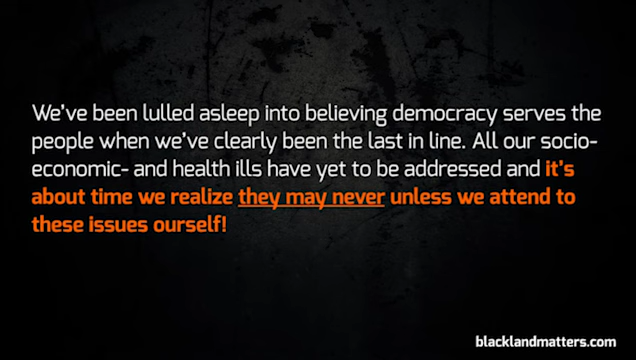 We've been lulled asleep into believing democracy serves the
people when we've clearly been the last in line. All our socio-
economic- and health ills have yet to be addressed and it's
about time we realize they may never unless we attend to
these issues ourself!
blacklandmatters.com